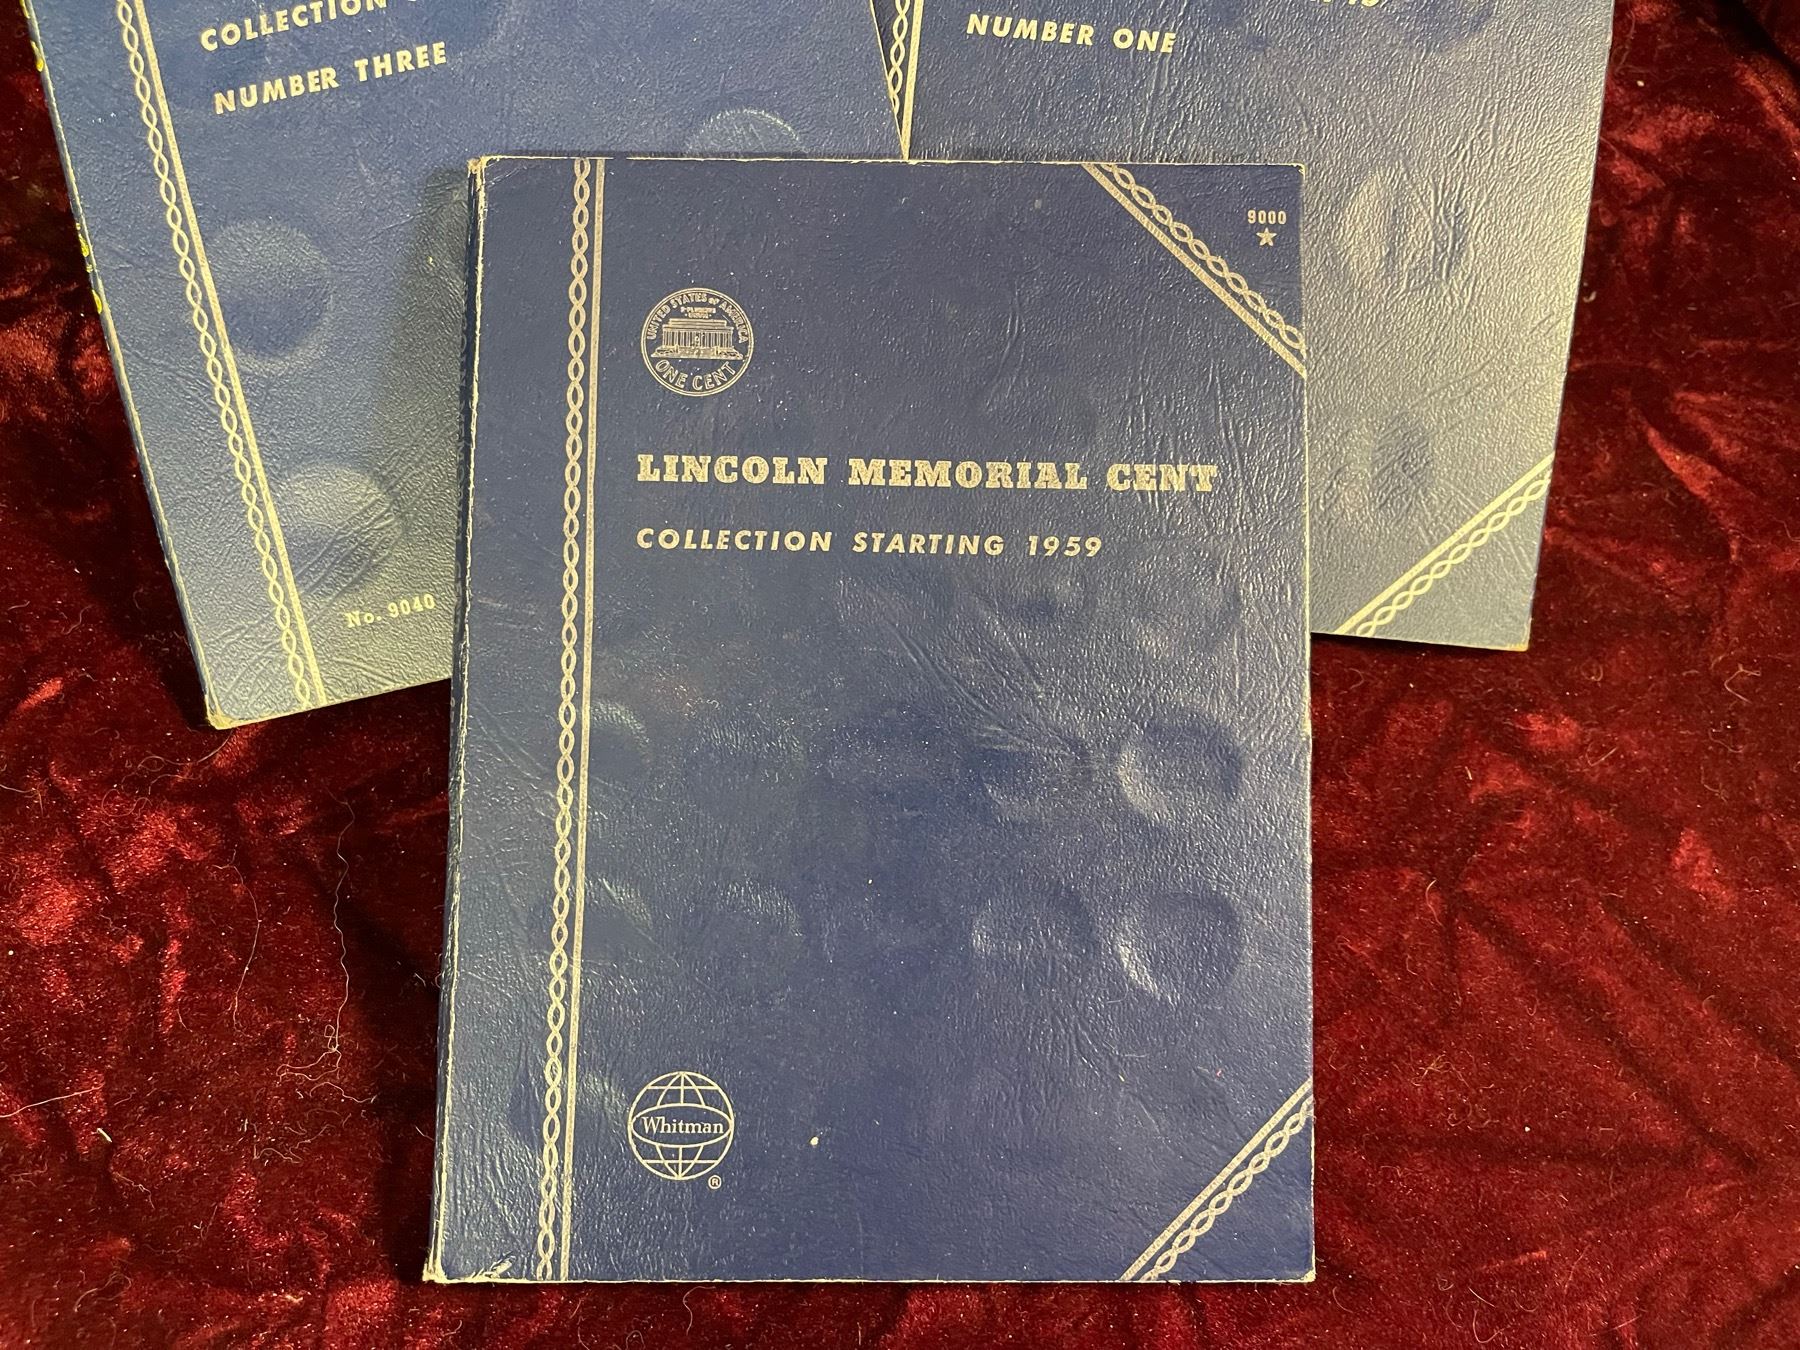 COLLECTION
NUMBER THREE
No. 9040
NUMBER ONE
9000
UNITED STATES OF AMERICA
ONE CENT
LINCOLN MEMORIAL CENT
COLLECTION STARTING 1959
Whitman
®